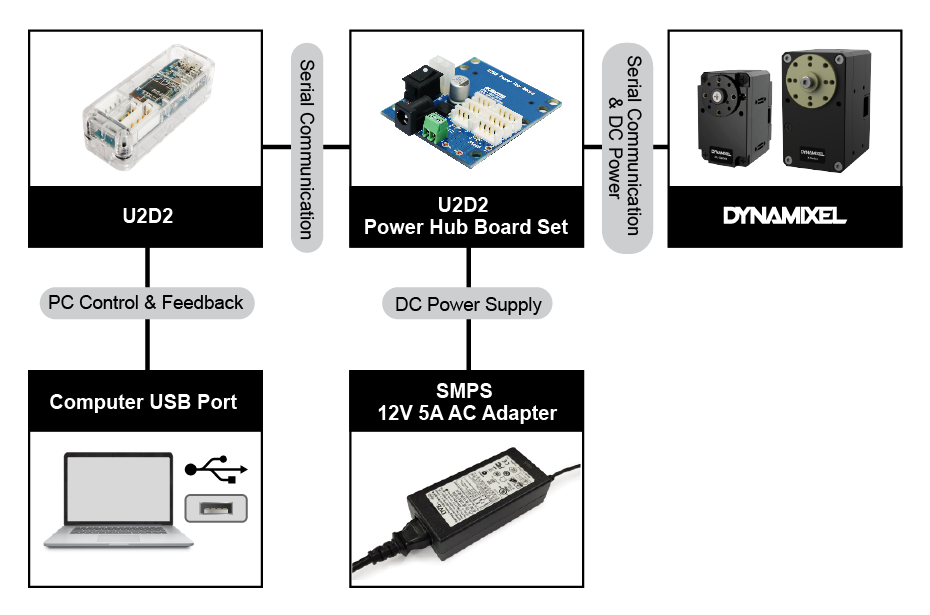 U2D2
Serial Communication
U2D2
Power Hub Board Set
Serial Communication
& DC Power
DYNAMIXEL
PC Control & Feedback
DC Power Supply
Computer USB Port
SMPS
12V 5A AC Adapter